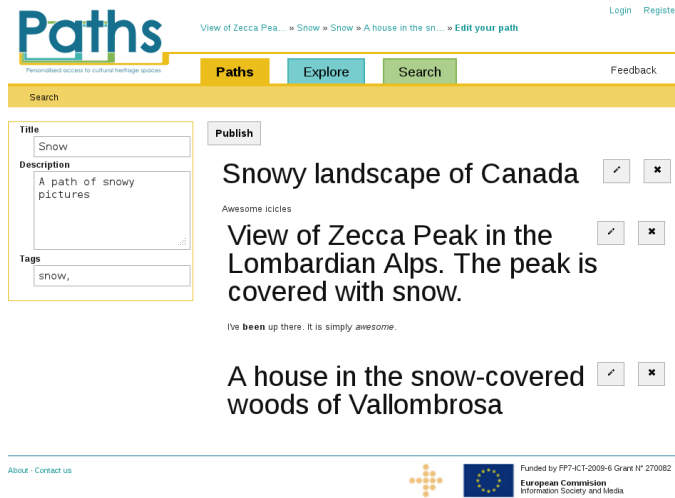 Login Registe
Paths
Personalised access to cultural heritage spaces
View of Zecca Pea... » Snow » Snow » A house in the sn... » Edit your path
Paths Explore Search Feedback
Search
Title
Snow
Description
A path of snowy
pictures
Tags
snow,
Publish
Snowy landscape of Canada
Awesome icicles
View of Zecca Peak in the
Lombardian Alps. The peak is
covered with snow.
I've been up there. It is simply awesome.
A house in the snow-covered
woods of Vallombrosa
About - Contact us
Funded by FP7-ICT-2009-6 Grant N° 270082
European Commision
Information Society and Media